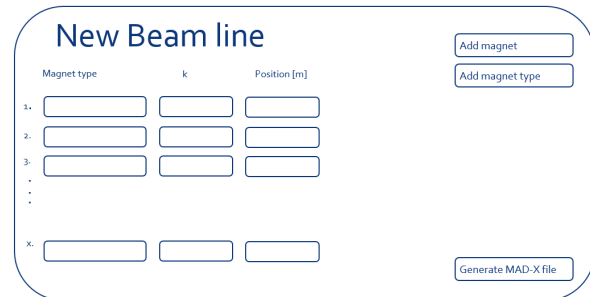 New Beam line
Add magnet
Magnet type k Position [m]
Add magnet type
1.
2.
3.
.
.
.
x.
Generate MAD-X file